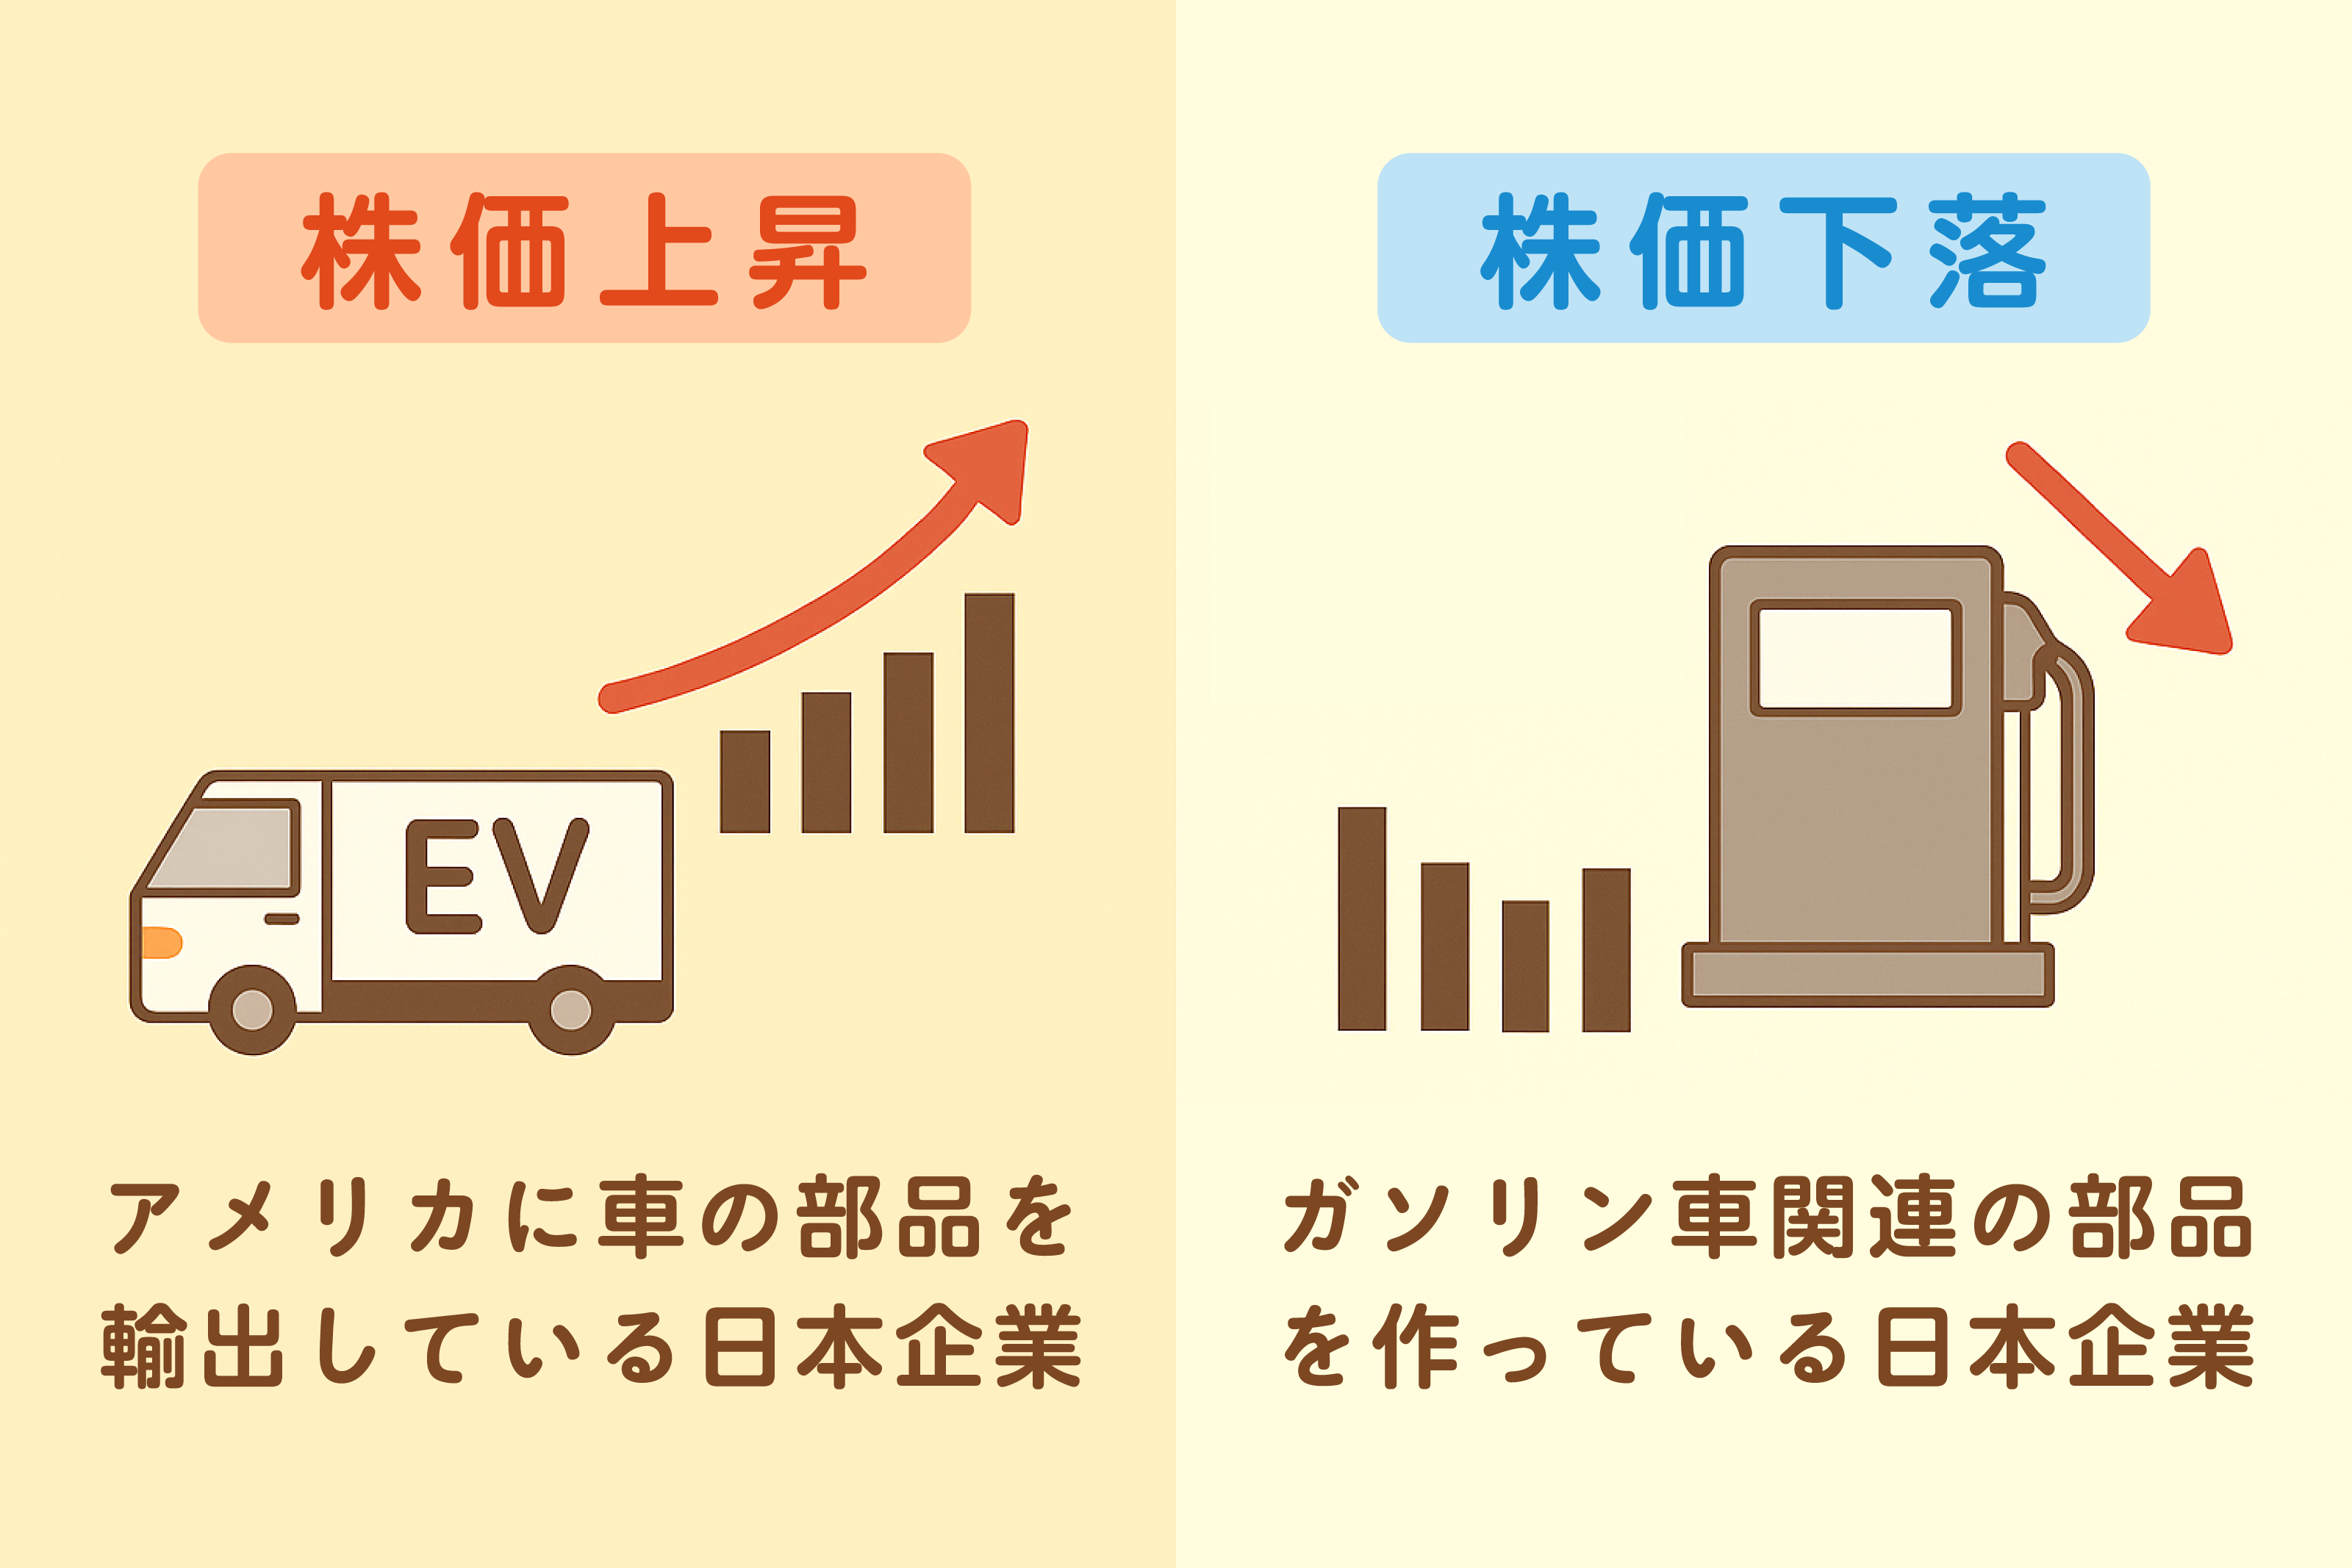 株価上昇
EV
アメリカに車の部品を
輸出している日本企業
株価下落
ガソリン車関連の部品
を作っている日本企業